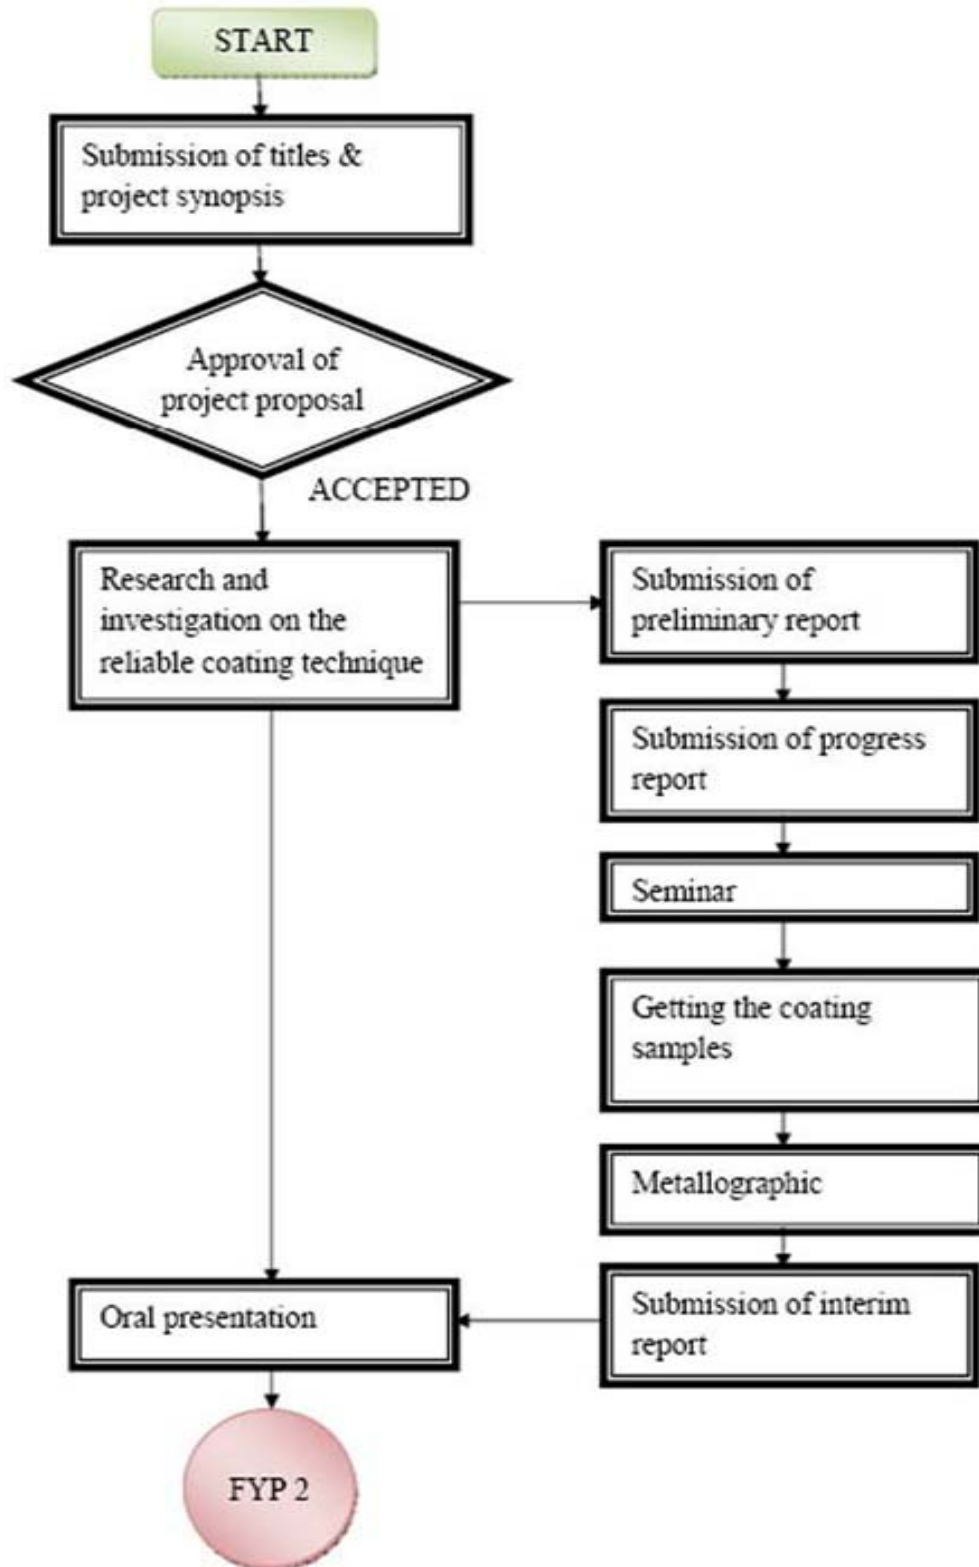 START
Submission of titles &
project synopsis
Approval of
project proposal
ACCEPTED
Research and
investigation on the
reliable coating technique
Submission of
preliminary report
Submission of progress
report
Seminar
Getting the coating
samples
Metallographic
Submission of interim
report
Oral presentation
FYP 2